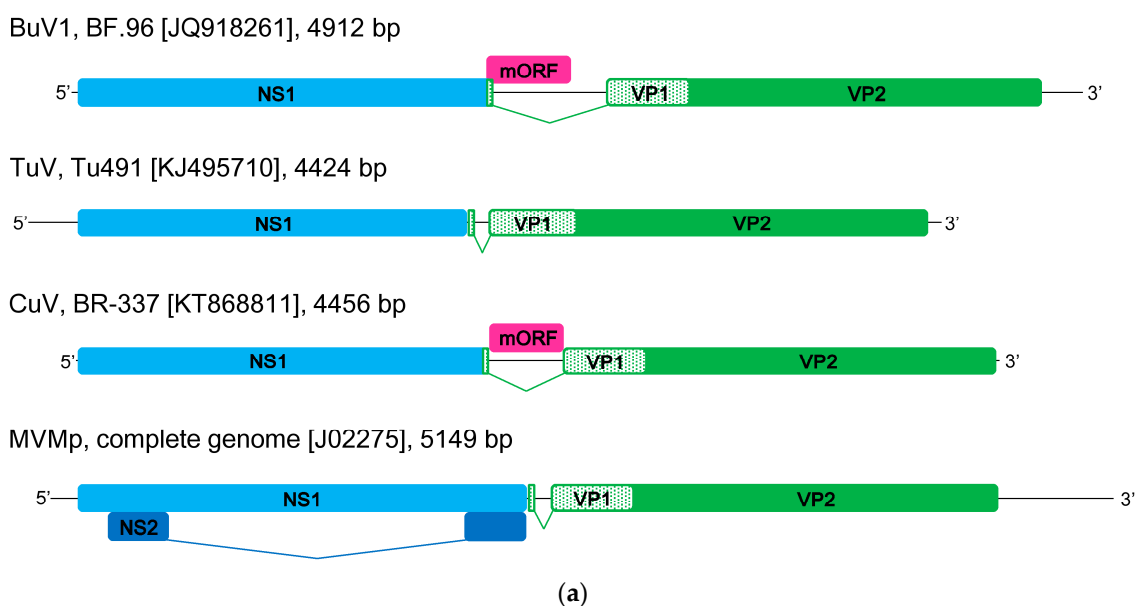 BuV1, BF.96 [JQ918261], 4912 bp
mORF
5’ NS1 VP1 VP2 3’
TuV, Tu491 [KJ495710], 4424 bp
5’ NS1 VP1 VP2 3’
CuV, BR-337 [KT868811], 4456 bp
mORF
5’ NS1 VP1 VP2 3’
MVMp, complete genome [J02275], 5149 bp
5’ NS1 VP1 VP2 3’
NS2
(a)